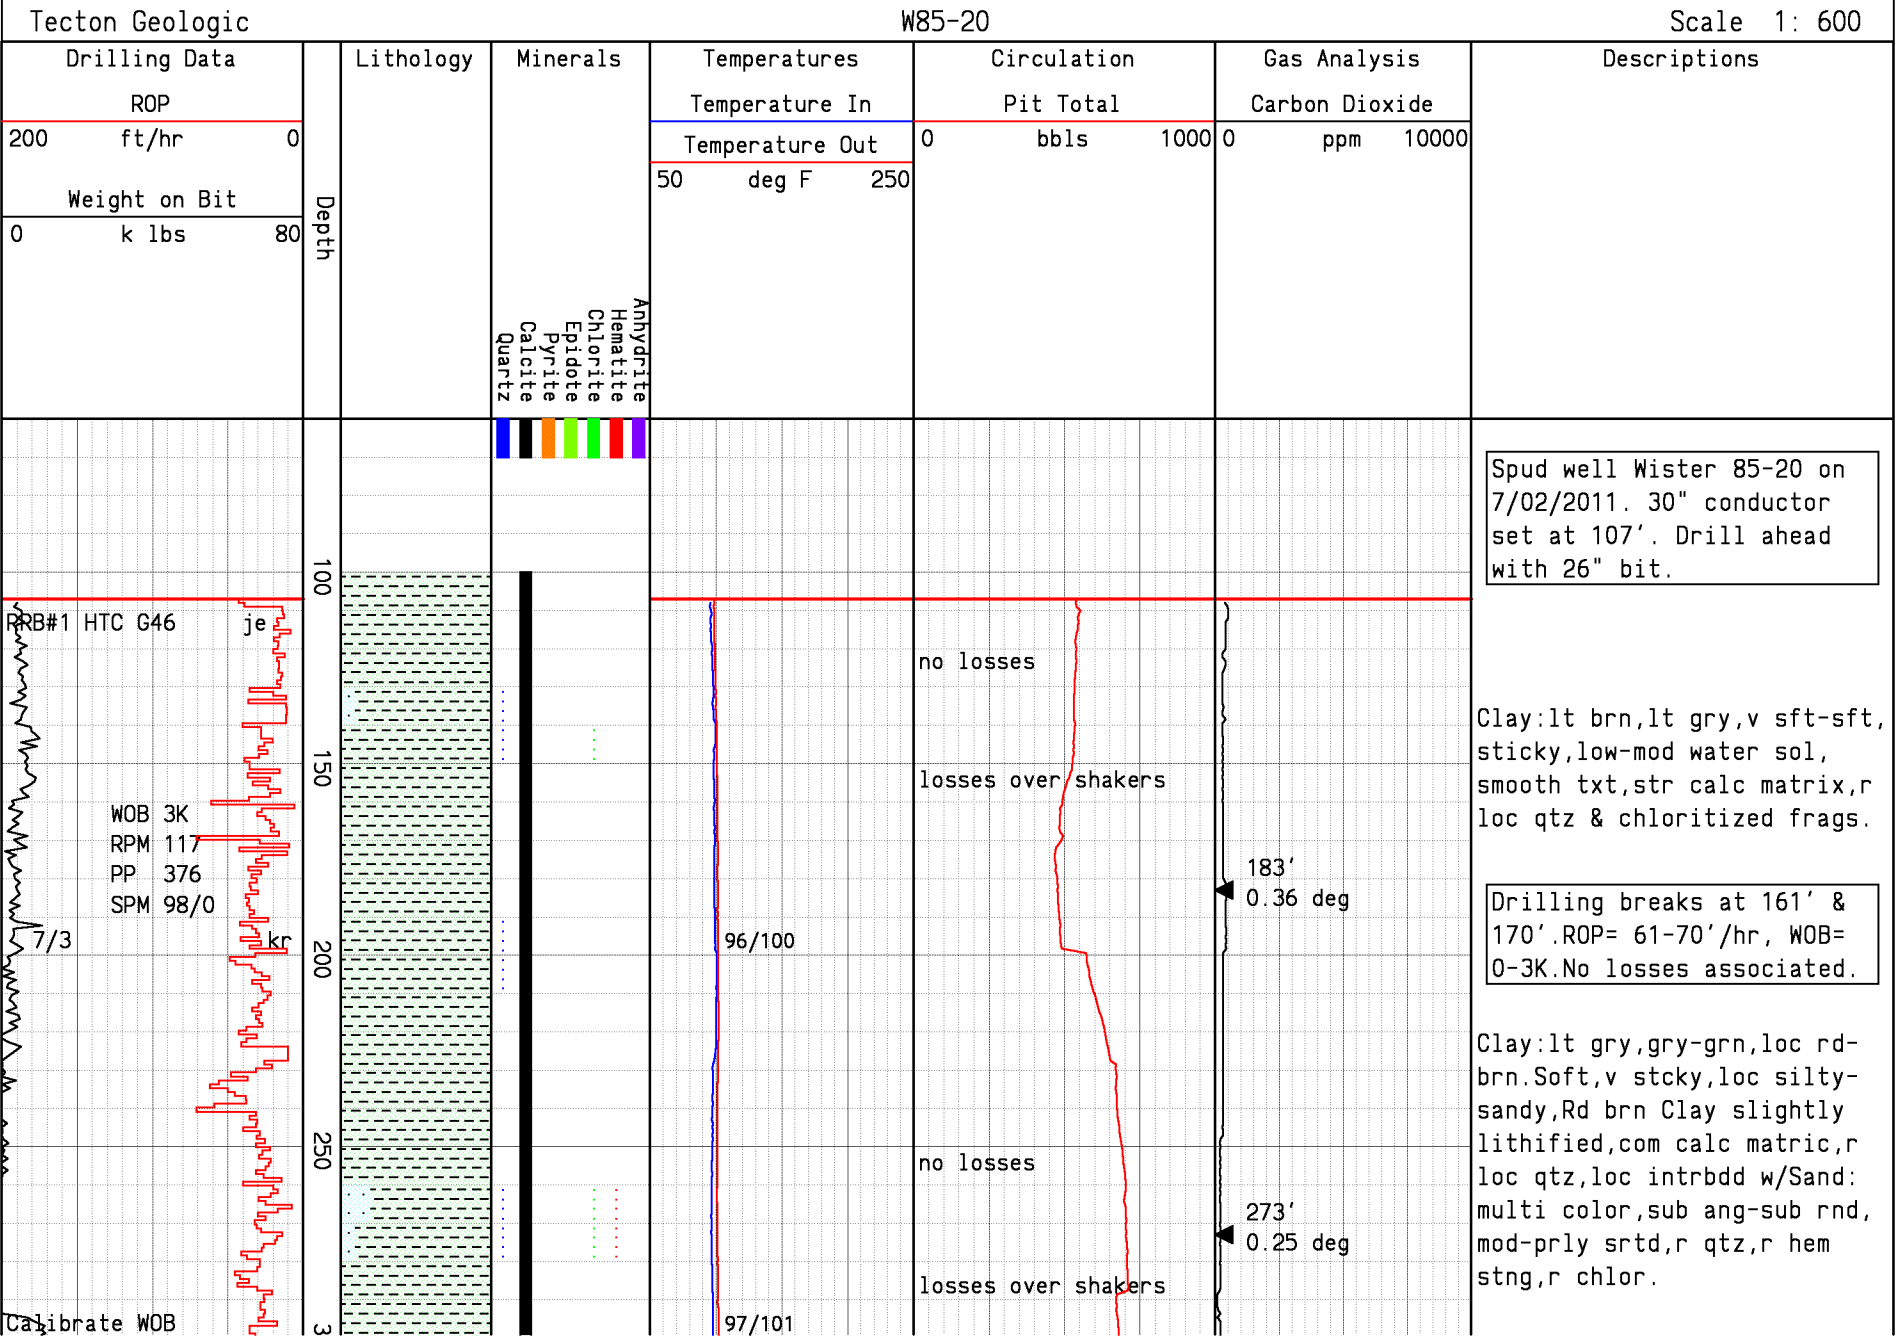 Tecton Geologic W85-20 Scale 1: 600
Drilling Data Lithology Minerals Temperatures Circulation Gas Analysis Descriptions
ROP Temperature In Pit Total Carbon Dioxide
200 ft/hr 0 Temperature Out 0 bbls 1000 0 ppm 10000
50 deg F 250
Weight on Bit
0 k lbs 80
Depth
Quartz
Calcite
Pyrite
Epidote
Chlorite
Hematite
Anhydrite
Spud well Wister 85-20 on
7/02/2011. 30" conductor
set at 107'. Drill ahead
with 26" bit.
100
RRB#1 HTC G46 je
no losses
Clay:lt brn,lt gry,v sft-sft,
sticky,low-mod water sol,
smooth txt,str calc matrix,r
loc qtz & chloritized frags.
150
losses over shakers
WOB 3K
RPM 117
PP 376
SPM 98/0
183'
0.36 deg
7/3 kr
96/100
200
Drilling breaks at 161' &
170'.ROP= 61-70'/hr, WOB=
0-3K.No losses associated.
Clay:lt gry,gry-grn,loc rd-
brn.Soft,v stcky,loc silty-
sandy,Rd brn Clay slightly
lithified,com calc matric,r
loc qtz,loc intrbdd w/Sand:
multi color,sub ang-sub rnd,
mod-prly srtd,r qtz,r hem
stng,r chlor.
250
no losses
273'
0.25 deg
losses over shakers
Calibrate WOB
3
97/101